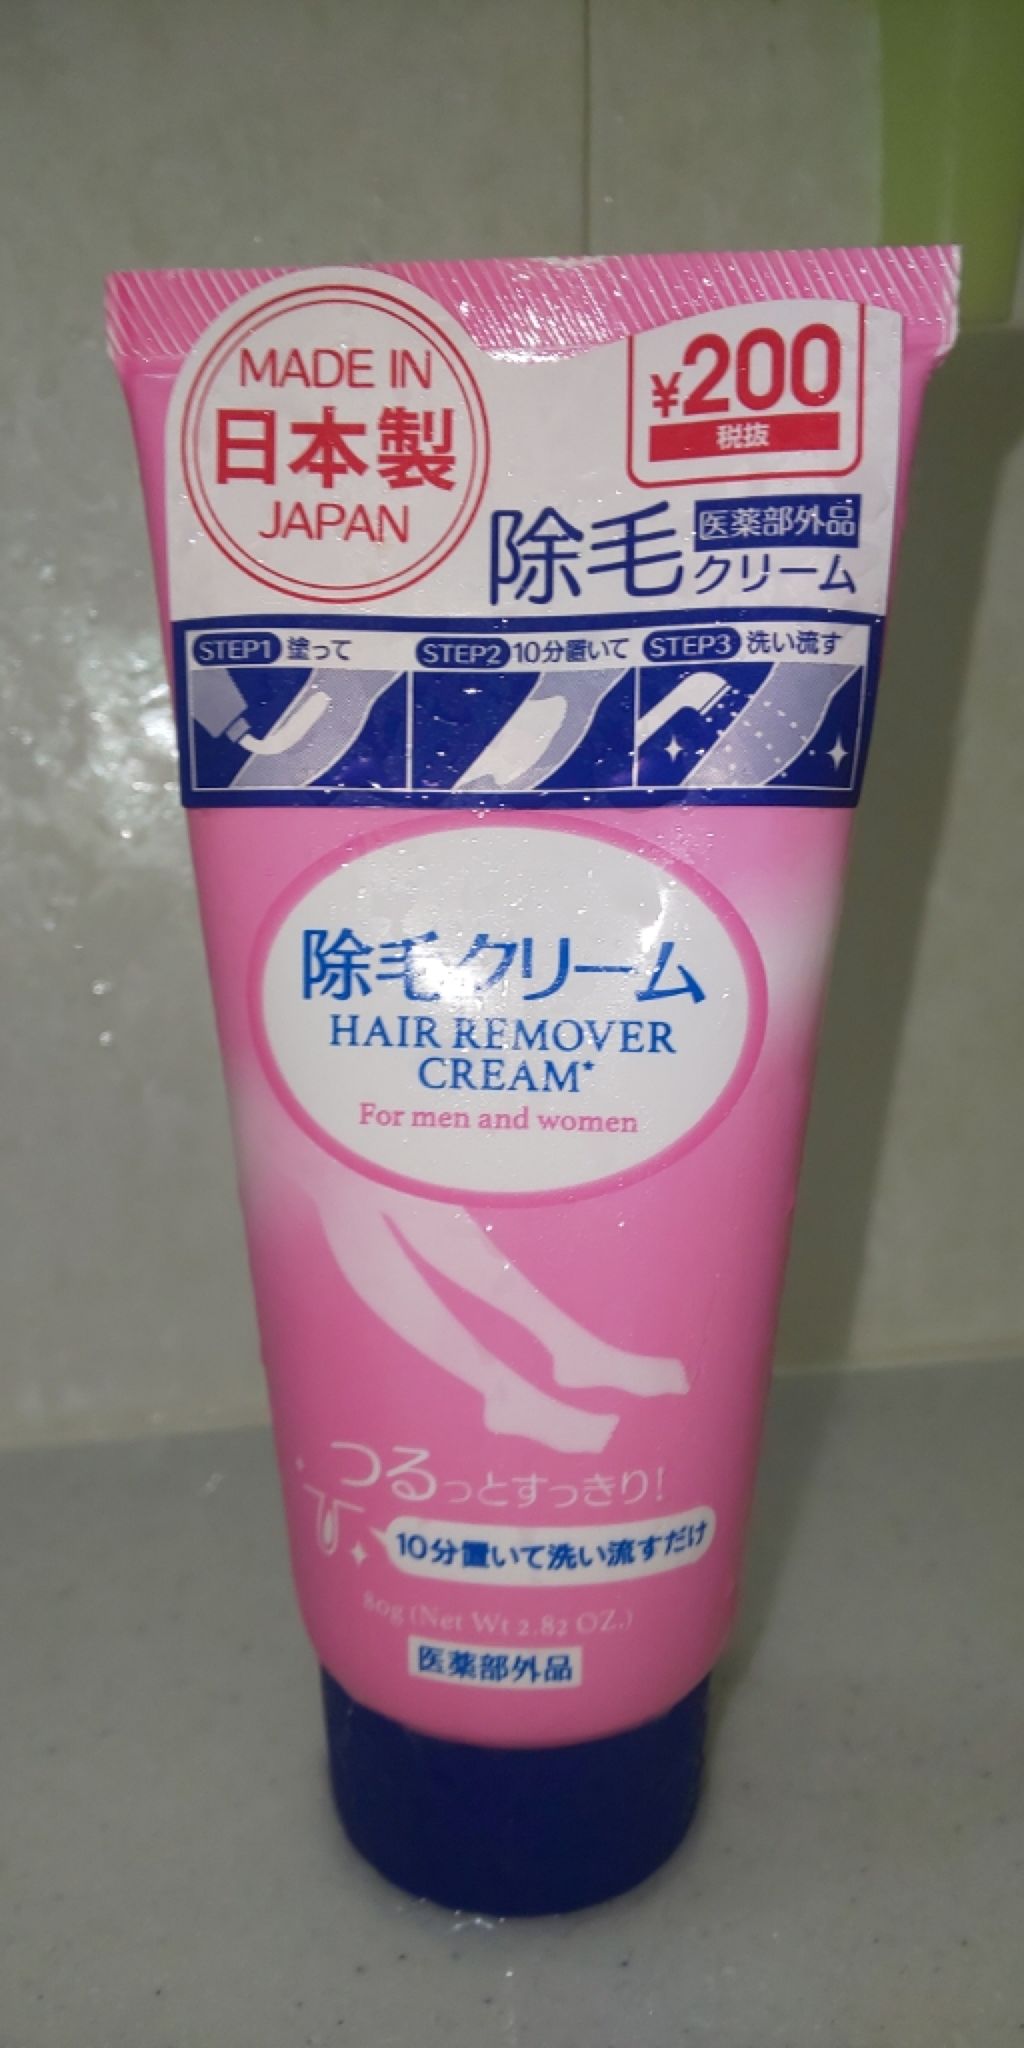 MADE IN
日本製
JAPAN
¥200
税抜
除毛
医薬部外品
クリーム
STEP1 塗って
STEP2 10分置いて
STEP3 洗い流す
除毛クリーム
HAIR REMOVER
CREAM*
For men and women
つるっとすっきり!
10分置いて洗い流すだけ
80g (Net Wt 2.82 OZ.)
医薬部外品